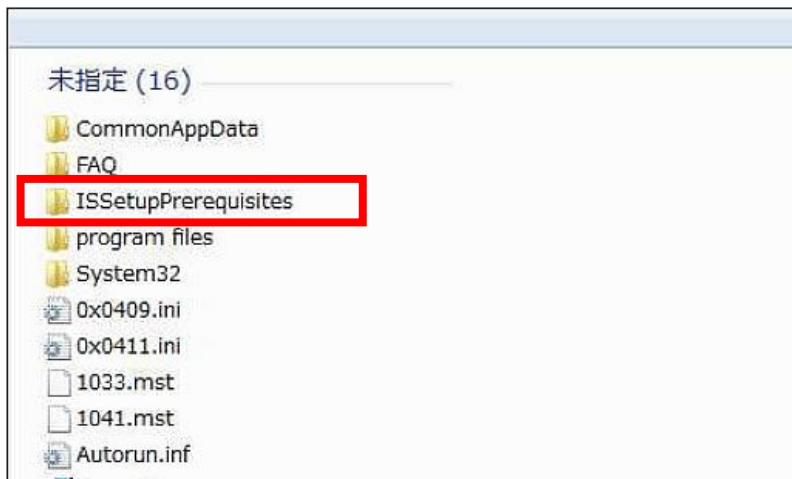 未指定 (16)
CommonAppData
FAQ
ISSetupPrerequisites
program files
System32
0x0409.ini
0x0411.ini
1033.mst
1041.mst
Autorun.inf